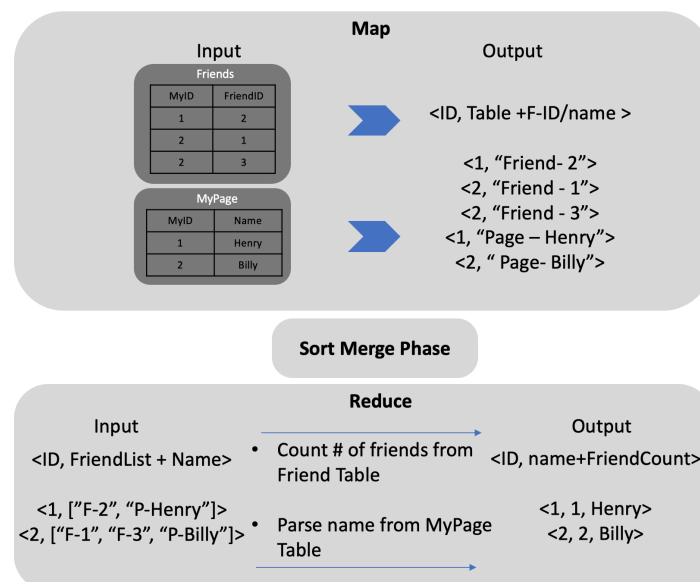 Map
Input
Output
Friends
MyID FriendID
1 2
2 1
2 3
MyPage
MyID Name
1 Henry
2 Billy
<ID, Table +F-ID/name >
<1, “Friend- 2”>
<2, “Friend - 1”>
<2, “Friend - 3”>
<1, “Page – Henry”>
<2, “ Page- Billy”>
Sort Merge Phase
Reduce
Input
<ID, FriendList + Name>
<1, ["F-2", “P-Henry”]>
<2, [“F-1”, “F-3”, “P-Billy”]>
• Count # of friends from
Friend Table
• Parse name from MyPage
Table
Output
<ID, name+FriendCount>
<1, 1, Henry>
<2, 2, Billy>